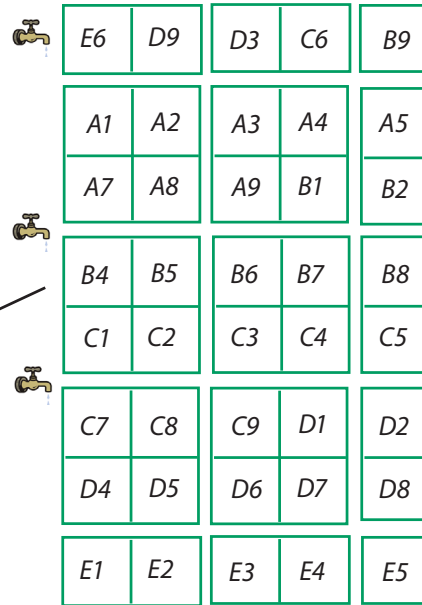 E6 D9 D3 C6 B9
A1 A2 A3 A4 A5
A7 A8 A9 B1 B2
B4 B5 B6 B7 B8
C1 C2 C3 C4 C5
C7 C8 C9 D1 D2
D4 D5 D6 D7 D8
E1 E2 E3 E4 E5